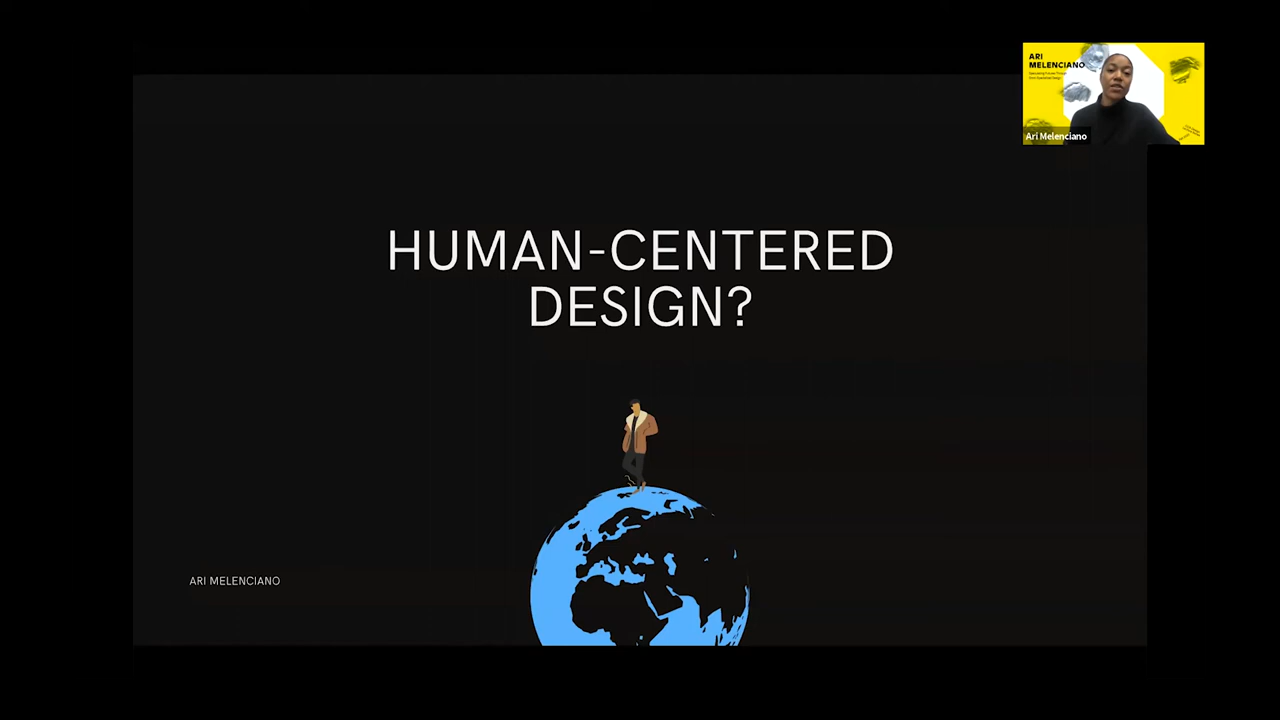 HUMAN-CENTERED
DESIGN?
ARI MELENCIANO
ARI
MELENCIANO
Ari Melenciano